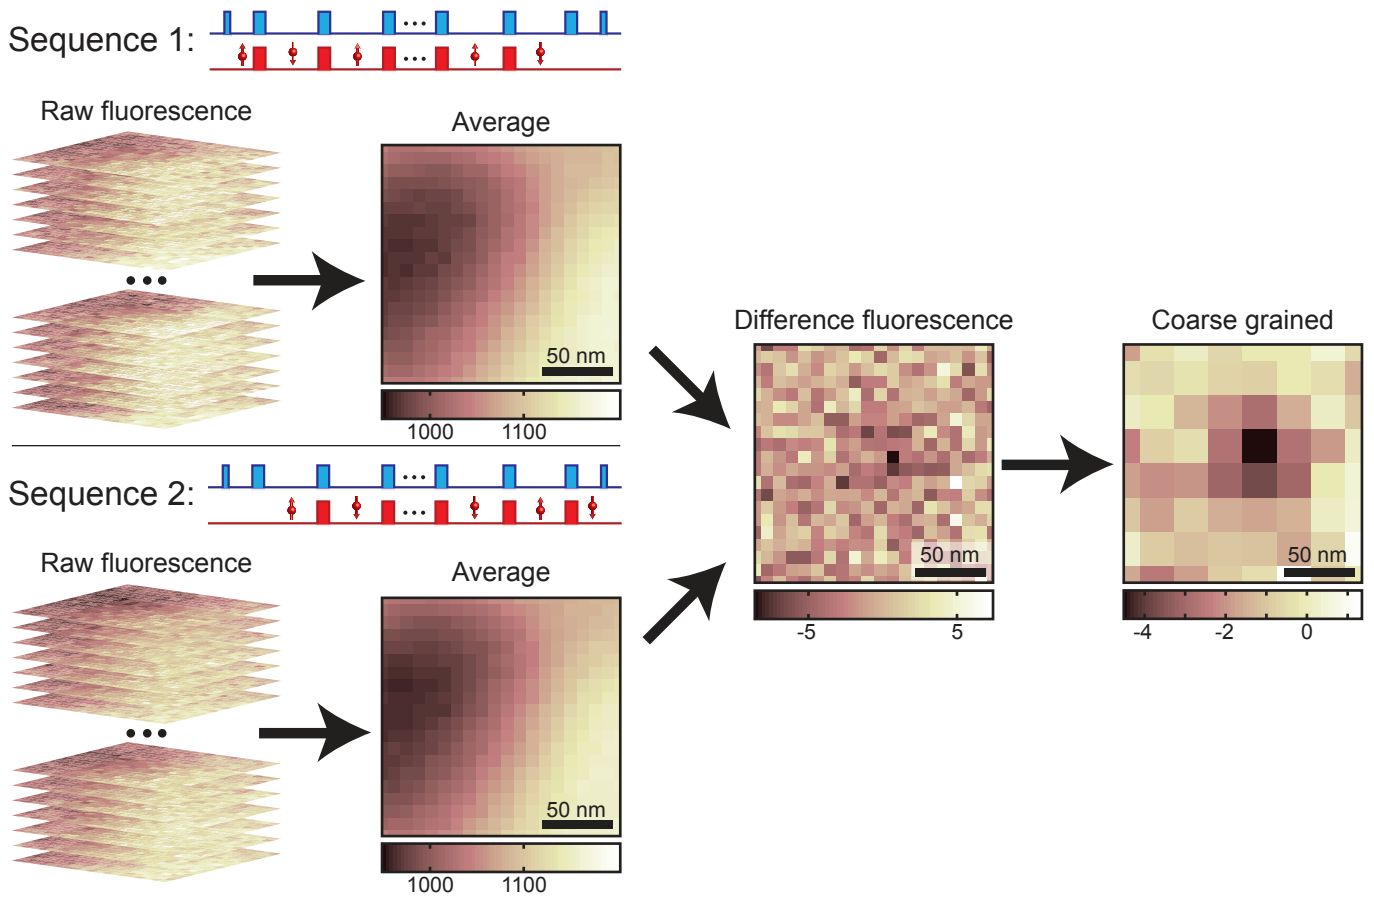 Sequence 1:
Raw fluorescence
Average
50 nm
1000 1100
Difference fluorescence
50 nm
-5 5
Coarse grained
50 nm
-4 -2 0
Sequence 2:
Raw fluorescence
Average
50 nm
1000 1100